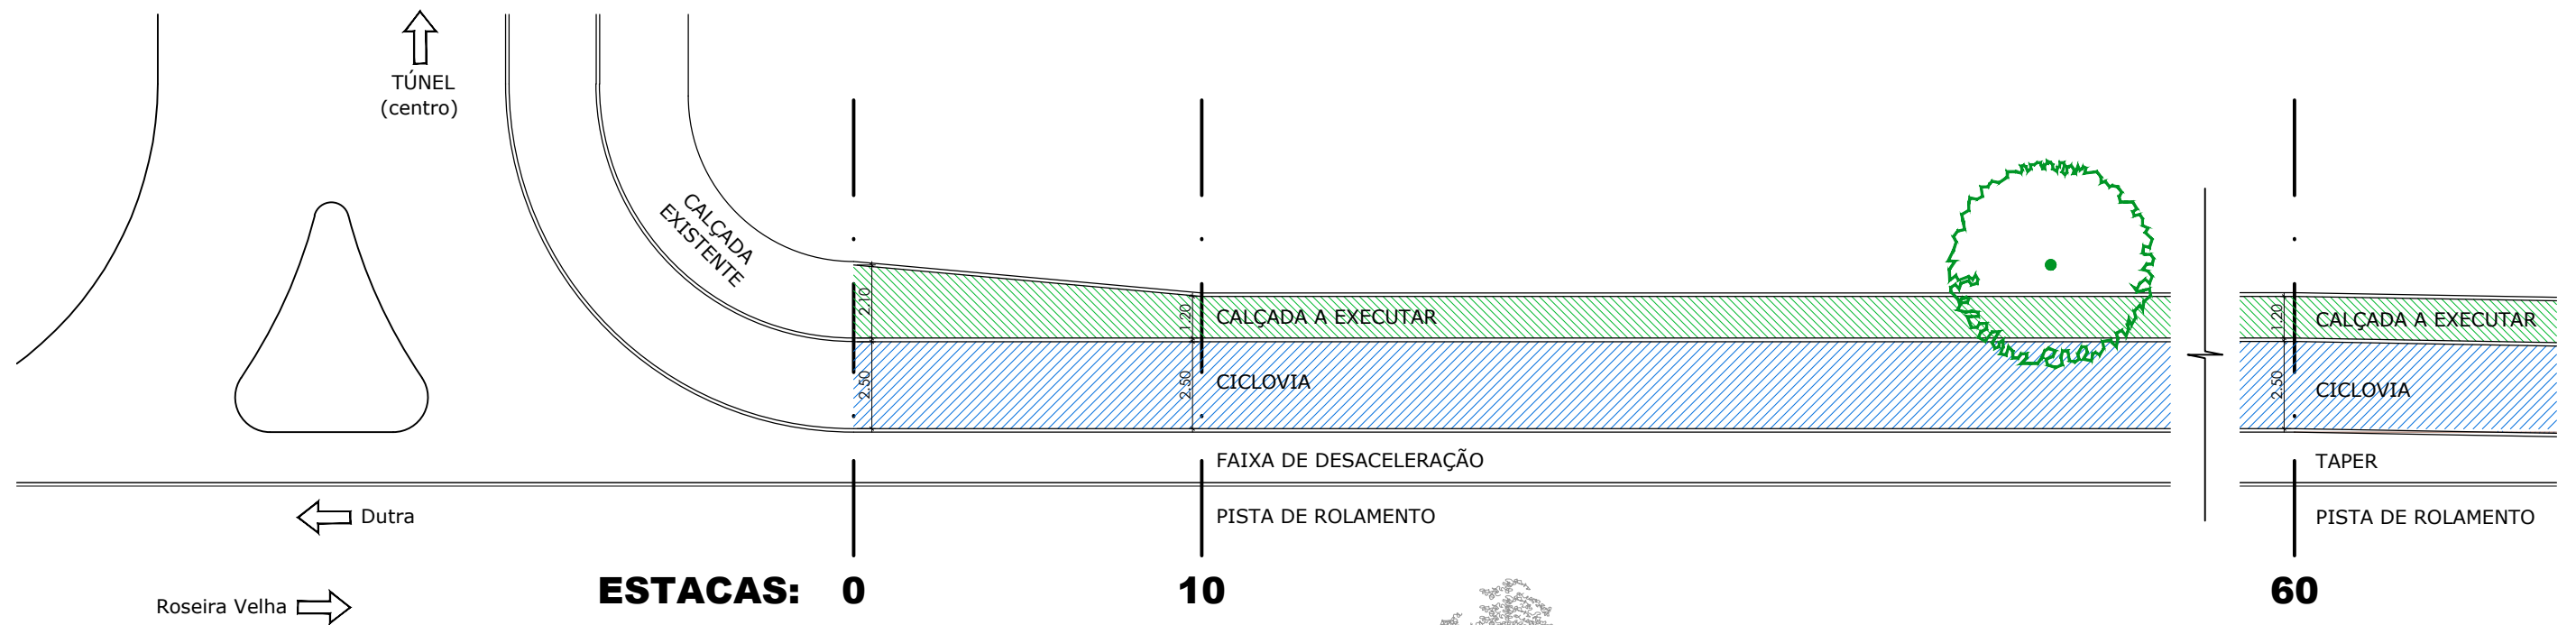 TÚNEL
(centro)
CALÇADA
EXISTENTE
2.10
1.20
CALÇADA A EXECUTAR
1.20
CALÇADA A EXECUTAR
2.50
2.50
CICLOVIA
2.50
CICLOVIA
FAIXA DE DESACELERAÇÃO
TAPER
Dutra
PISTA DE ROLAMENTO
PISTA DE ROLAMENTO
ESTACAS: 0 10 60
Roseira Velha